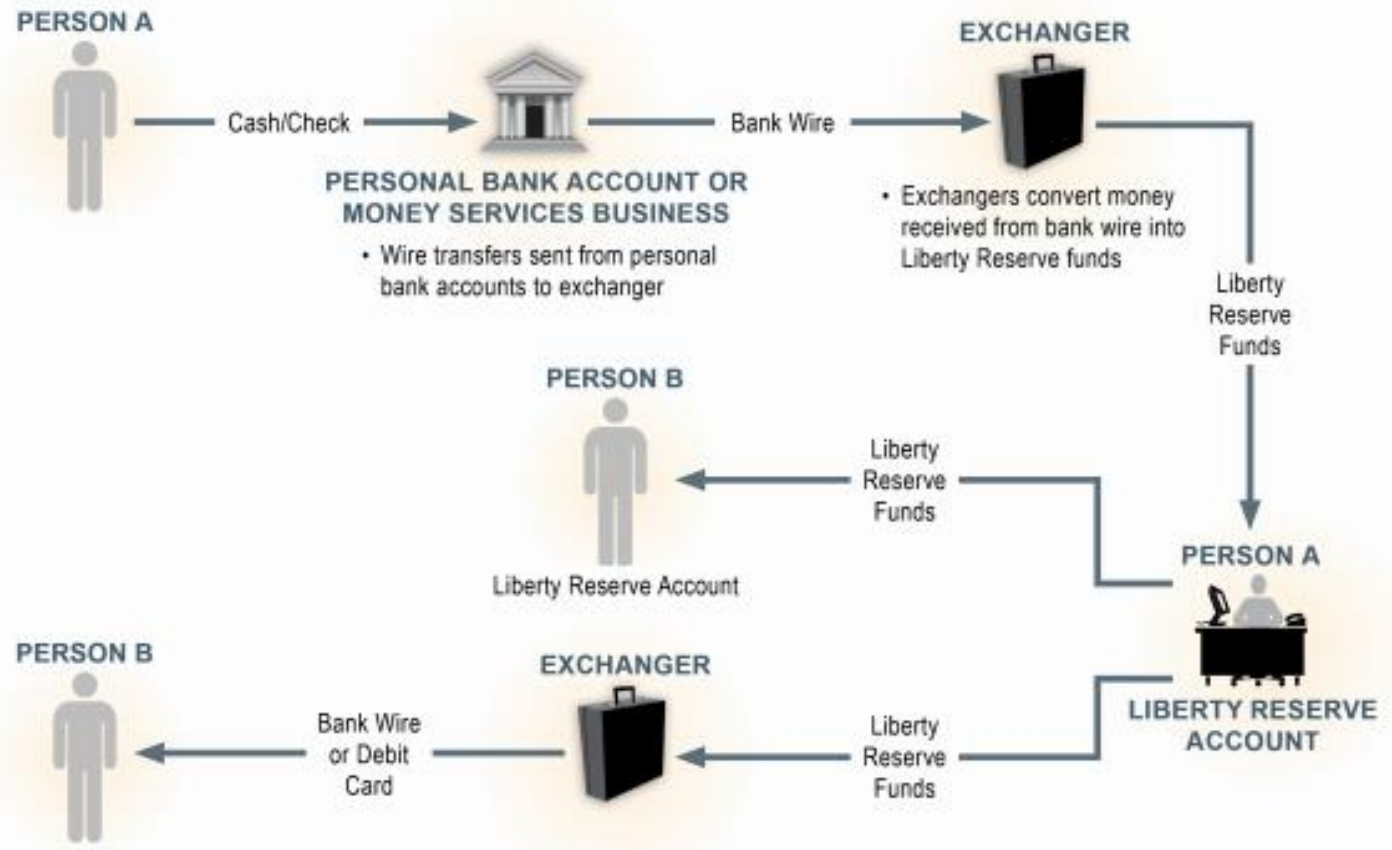 PERSON A
Cash/Check
PERSONAL BANK ACCOUNT OR
MONEY SERVICES BUSINESS
• Wire transfers sent from personal
bank accounts to exchanger
Bank Wire
EXCHANGER
• Exchangers convert money
received from bank wire into
Liberty Reserve funds
Liberty
Reserve
Funds
PERSON A
LIBERTY RESERVE
ACCOUNT
Liberty
Reserve
Funds
PERSON B
Liberty Reserve Account
Liberty
Reserve
Funds
EXCHANGER
Bank Wire
or Debit
Card
PERSON B